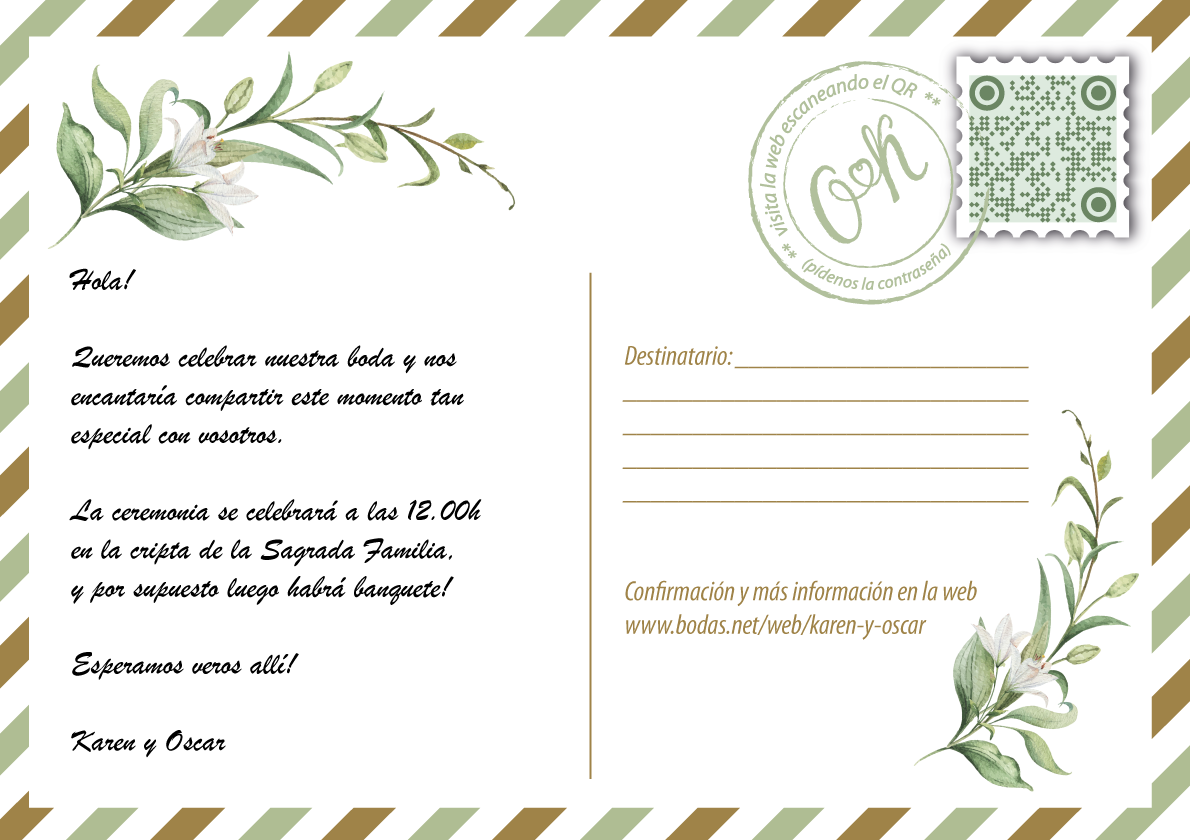 Hola!
Queremos celebrar nuestra boda y nos
encantaría compartir este momento tan
especial con vosotros.
La ceremonia se celebrará a las 12.00h
en la cripta de la Sagrada Familia,
y por supuesto luego habrá banquete!
Esperamos veros allí!
Karen y Oscar
** Visita la web escaneando el QR **
(pídenos la contraseña)
O K
Destinatario:
Confirmación y más información en la web
www.bodas.net/web/karen-y-oscar